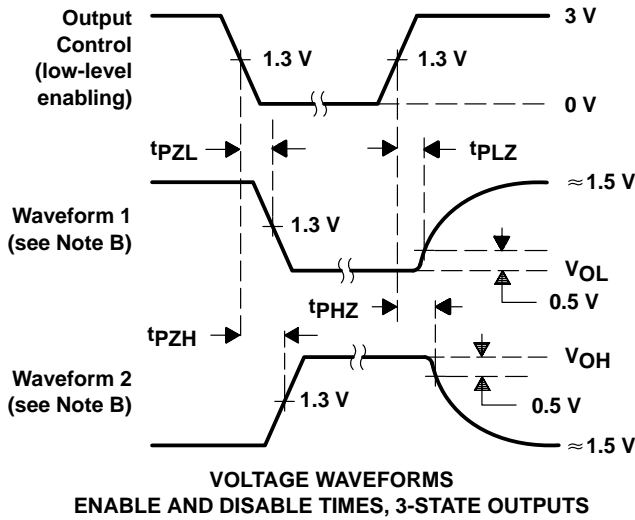 Output
Control
(low-level
enabling)
3 V
1.3 V
1.3 V
0 V
tPZL
tPLZ
≈1.5 V
Waveform 1
(see Note B)
1.3 V
VOL
0.5 V
tPHZ
tPZH
VOH
Waveform 2
(see Note B)
1.3 V
0.5 V
≈1.5 V
VOLTAGE WAVEFORMS
ENABLE AND DISABLE TIMES, 3-STATE OUTPUTS